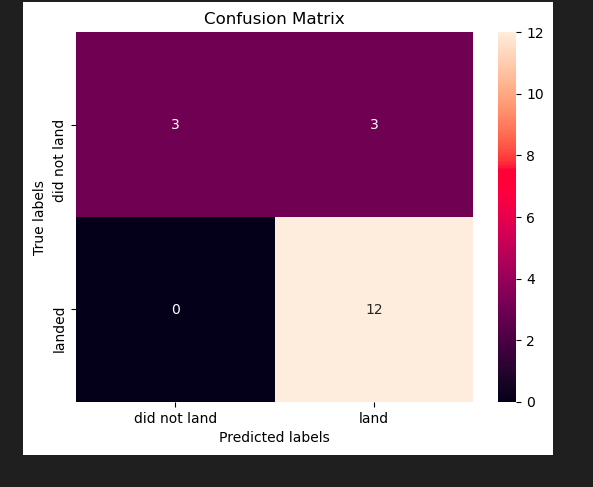 Confusion Matrix
True labels
did not land
landed
3
3
0
12
did not land
land
Predicted labels
12
10
8
6
4
2
0